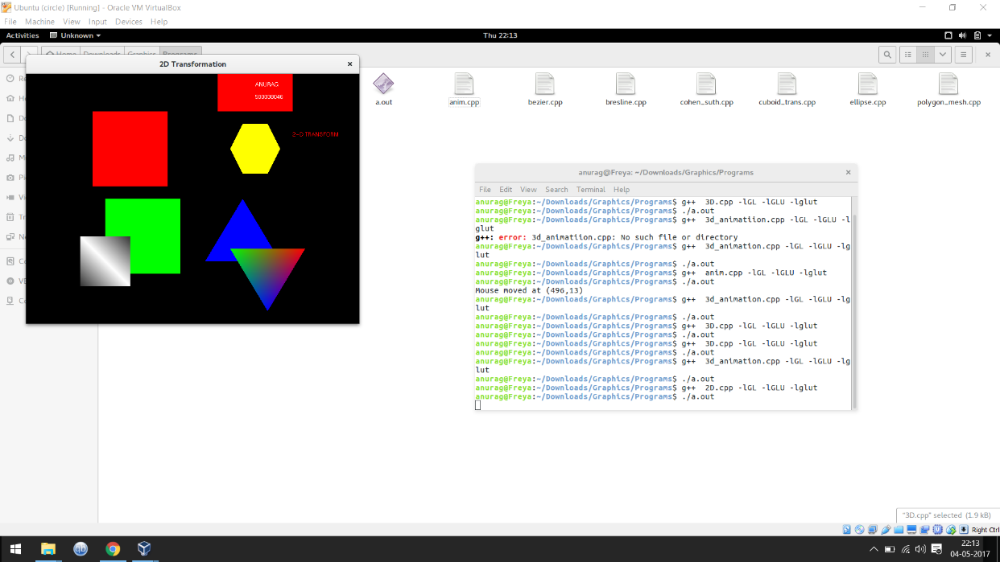 Ubuntu (circle) [Running] - Oracle VM VirtualBox
File Machine View Input Devices Help
Activities Unknown Thu 22:13
Home Downloads Graphics Programs
2D Transformation
ANURAG
500038046
2-D TRANSFORM
a.out anim.cpp bezier.cpp bresline.cpp cohen_suth.cpp cuboid_trans.cpp ellipse.cpp polygon_mesh.cpp
anurag@Freya: ~/Downloads/Graphics/Programs
File Edit View Search Terminal Help
anurag@Freya:~/Downloads/Graphics/Programs$ g++  3D.cpp -lGL -lGLU -lglut
anurag@Freya:~/Downloads/Graphics/Programs$ ./a.out
anurag@Freya:~/Downloads/Graphics/Programs$ g++  3d_animatiion.cpp -lGL -lGLU -l
glut
g++: error: 3d_animatiion.cpp: No such file or directory
anurag@Freya:~/Downloads/Graphics/Programs$ g++  3d_animation.cpp -lGL -lGLU -lg
lut
anurag@Freya:~/Downloads/Graphics/Programs$ ./a.out
anurag@Freya:~/Downloads/Graphics/Programs$ g++  anim.cpp -lGL -lGLU -lglut
anurag@Freya:~/Downloads/Graphics/Programs$ ./a.out
Mouse moved at (496,13)
anurag@Freya:~/Downloads/Graphics/Programs$ g++  3d_animation.cpp -lGL -lGLU -lg
lut
anurag@Freya:~/Downloads/Graphics/Programs$ ./a.out
anurag@Freya:~/Downloads/Graphics/Programs$ g++  3D.cpp -lGL -lGLU -lglut
anurag@Freya:~/Downloads/Graphics/Programs$ ./a.out
anurag@Freya:~/Downloads/Graphics/Programs$ g++  3D.cpp -lGL -lGLU -lglut
anurag@Freya:~/Downloads/Graphics/Programs$ ./a.out
anurag@Freya:~/Downloads/Graphics/Programs$ g++  3d_animation.cpp -lGL -lGLU -lg
lut
anurag@Freya:~/Downloads/Graphics/Programs$ ./a.out
anurag@Freya:~/Downloads/Graphics/Programs$ g++  2D.cpp -lGL -lGLU -lglut
anurag@Freya:~/Downloads/Graphics/Programs$ ./a.out
"3D.cpp" selected (1.9 kB)
Right Ctrl
22:13
04-05-2017